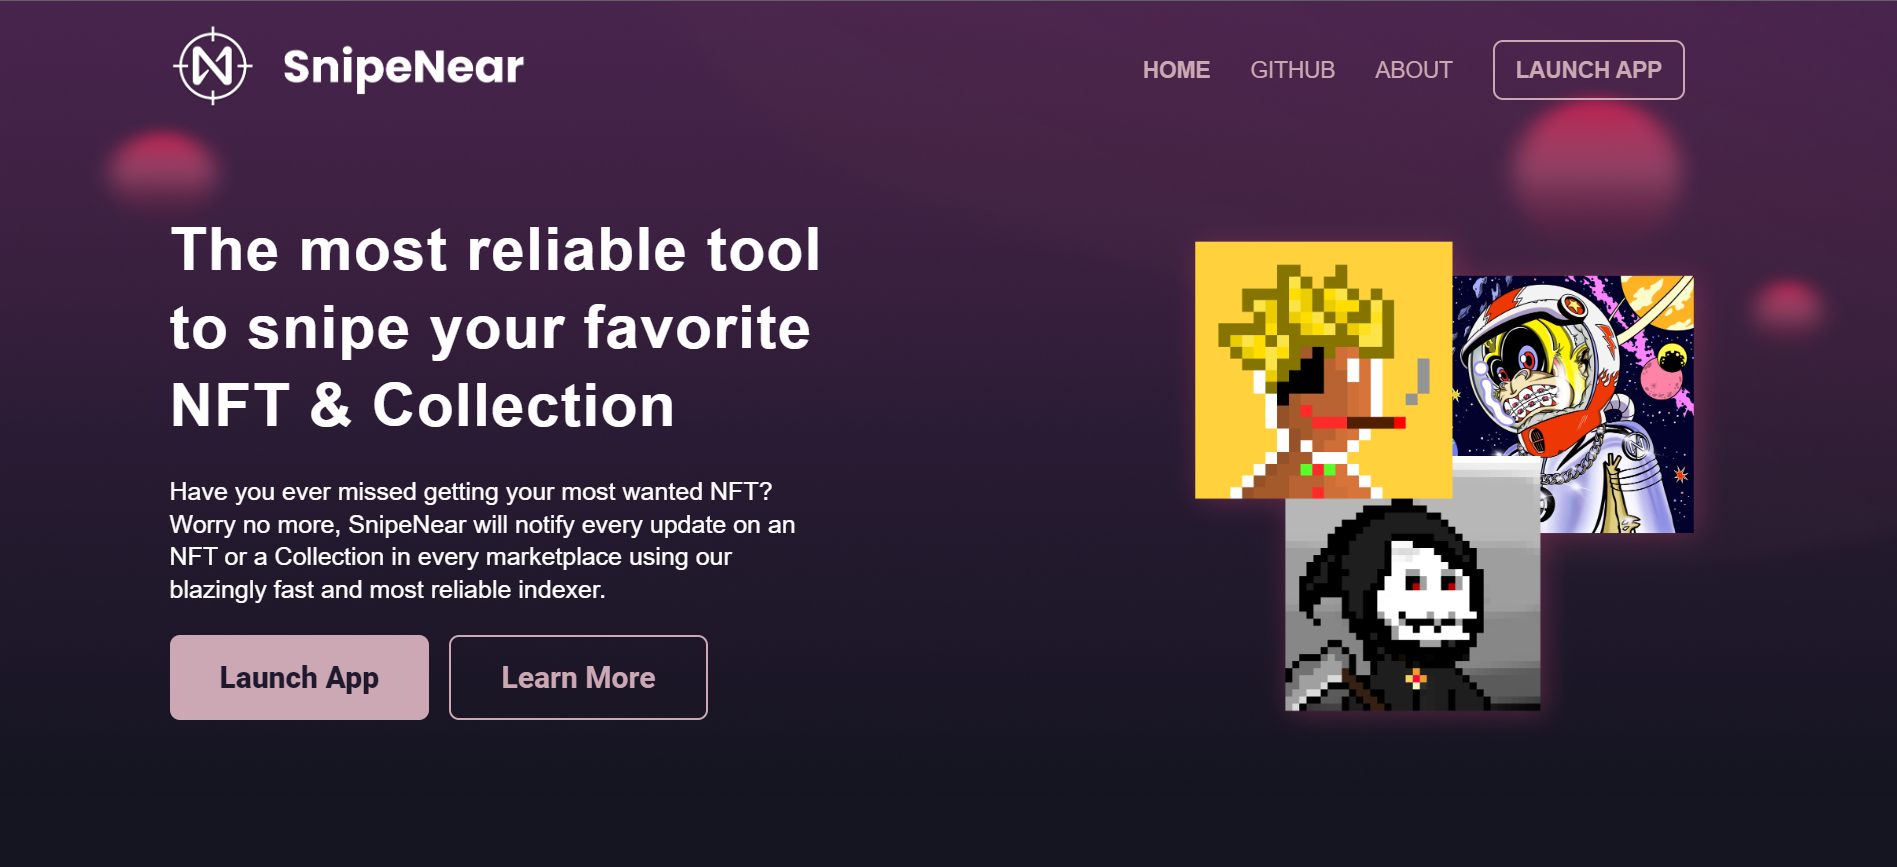 SnipeNear
HOME GITHUB ABOUT LAUNCH APP
The most reliable tool
to snipe your favorite
NFT & Collection
Have you ever missed getting your most wanted NFT?
Worry no more, SnipeNear will notify every update on an
NFT or a Collection in every marketplace using our
blazingly fast and most reliable indexer.
Launch App Learn More